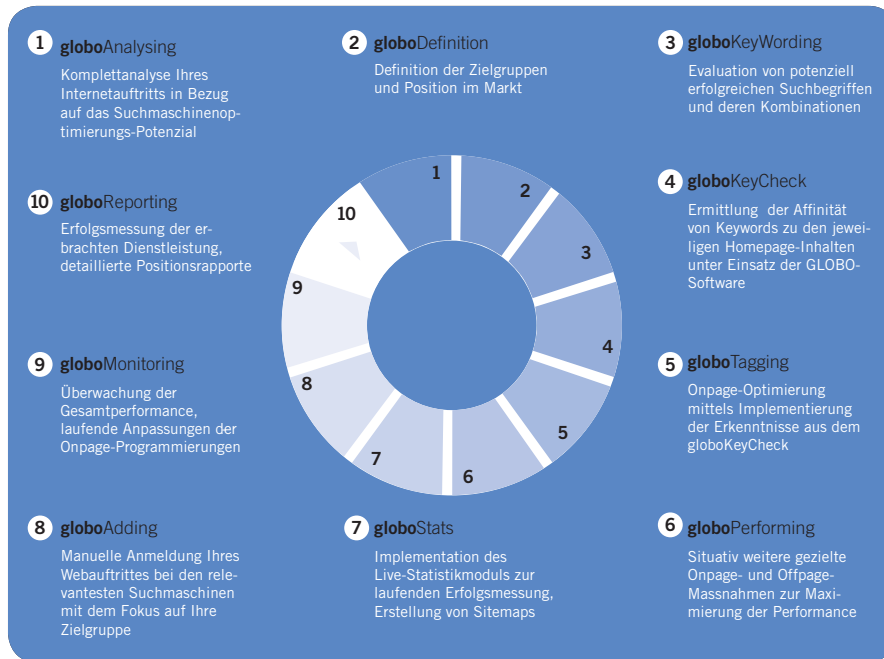 1 globoAnalysing
Komplettanalyse Ihres
Internetauftritts in Bezug
auf das Suchmaschinenop-
timierungs-Potenzial
2 globoDefinition
Definition der Zielgruppen
und Position im Markt
3 globoKeyWording
Evaluation von potenziell
erfolgreichen Suchbegriffen
und deren Kombinationen
4 globoKeyCheck
Ermittlung der Affinität
von Keywords zu den jewei-
ligen Homepage-Inhalten
unter Einsatz der GLOBO-
Software
5 globoTagging
Onpage-Optimierung
mittels Implementierung
der Erkenntnisse aus dem
globoKeyCheck
6 globoPerforming
Situativ weitere gezielte
Onpage- und Offpage-
Massnahmen zur Maxi-
mierung der Performance
7 globoStats
Implementation des
Live-Statistikmoduls zur
laufenden Erfolgsmessung,
Erstellung von Sitemaps
8 globoAdding
Manuelle Anmeldung Ihres
Webauftrittes bei den rele-
vantesten Suchmaschinen
mit dem Fokus auf Ihre
Zielgruppe
9 globoMonitoring
Überwachung der
Gesamtperformance,
laufende Anpassungen der
Onpage-Programmierungen
10 globoReporting
Erfolgsmessung der er-
brachten Dienstleistung,
detaillierte Positionsrapporte
1
2
3
4
5
6
7
8
9
10